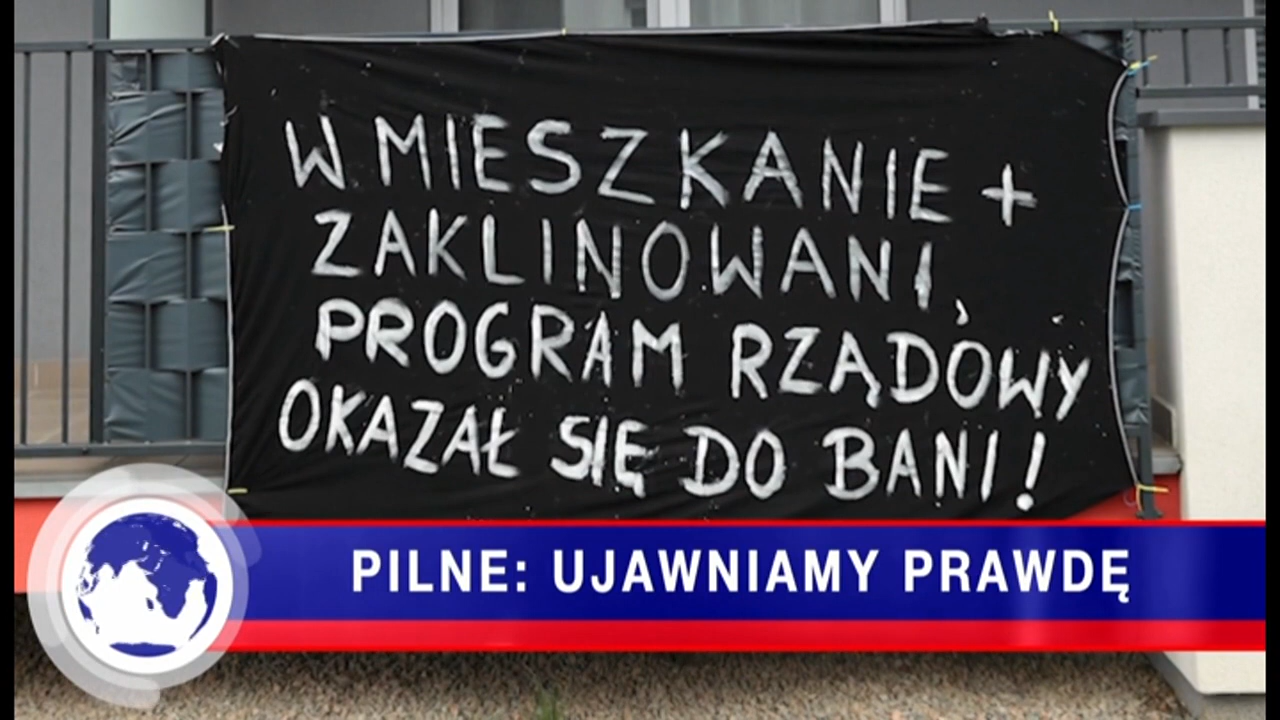 W MIESZKANIE +
ZAKLINOWANI,
PROGRAM RZĄDOWY
OKAZAŁ SIĘ DO BANI!
PILNE: UJAWNIAMY PRAWDĘ